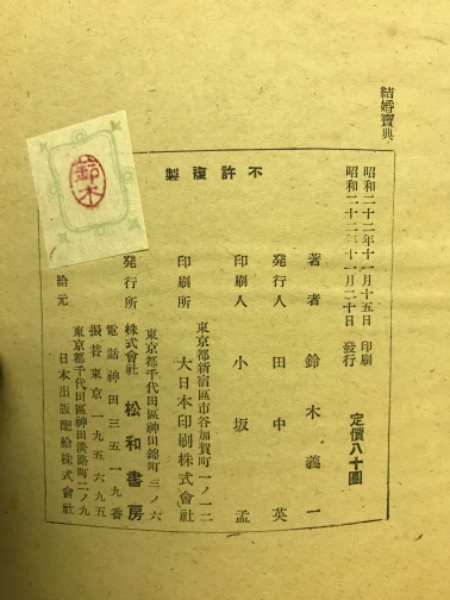 結婚寶典
昭和二十二年十一月十五日 印刷
昭和二十二年十一月二十日 發行
定價八十圓
不許複製
著者 鈴木義一
発行人 田中英
印刷人 小坂孟
東京都新宿區市谷加賀町一ノ一二
印刷所 大日本印刷株式會社
東京都千代田區神田錦町三ノ六
発行所 株式會社 松和書房
電話神田三五一九番
振替東京一九五六九五
東京都千代田區神田淡路町二ノ九
元 日本出版配給株式會社
鈴木